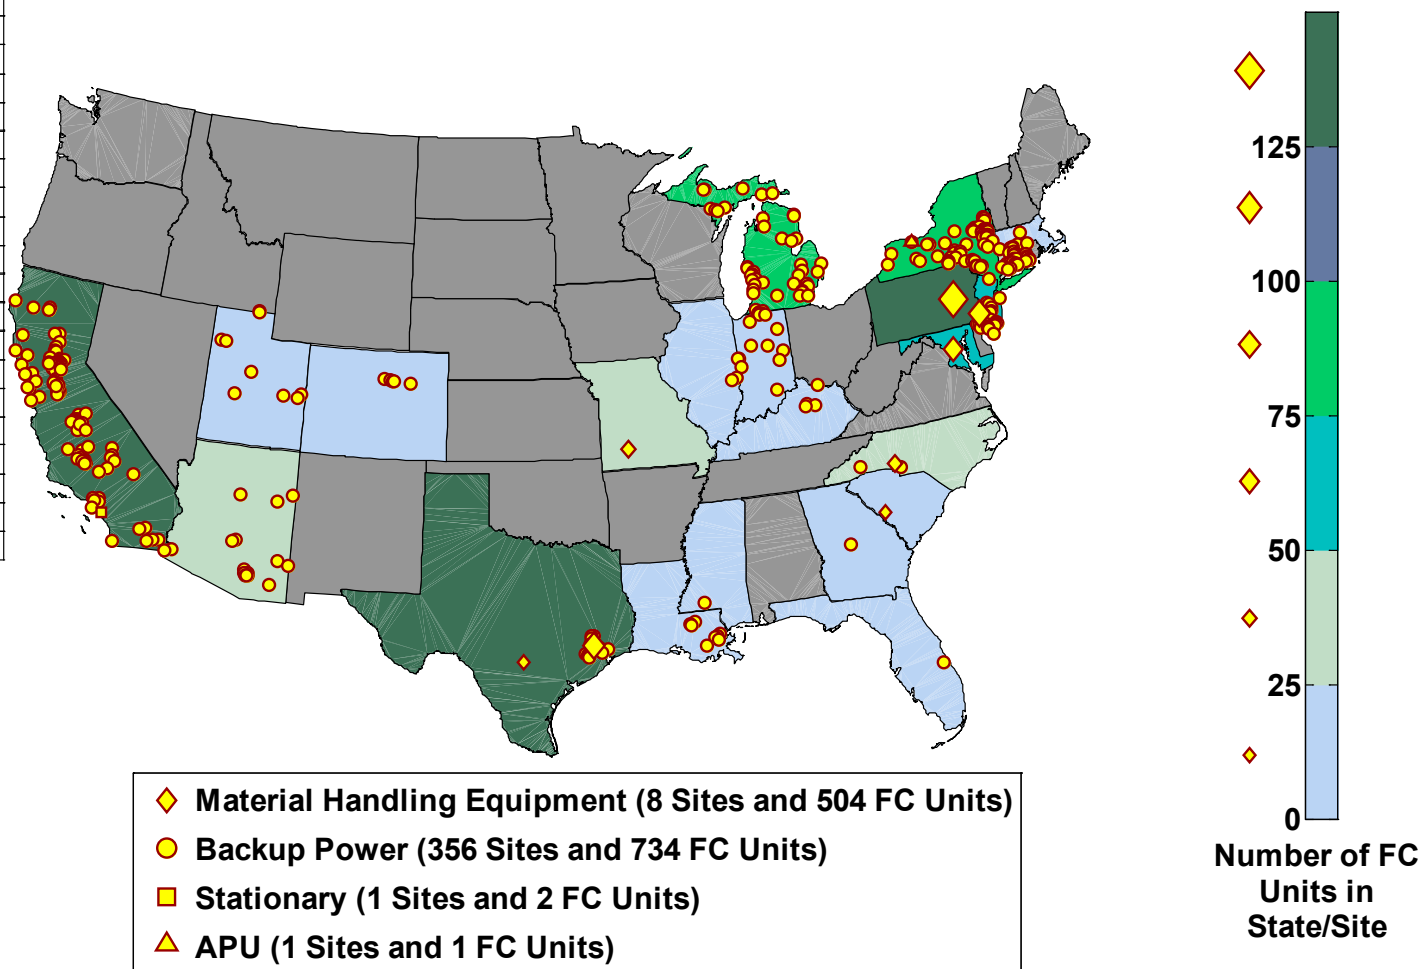 125
100
75
50
25
0
Number of FC
Units in
State/Site
Material Handling Equipment (8 Sites and 504 FC Units)
Backup Power (356 Sites and 734 FC Units)
Stationary (1 Sites and 2 FC Units)
APU (1 Sites and 1 FC Units)